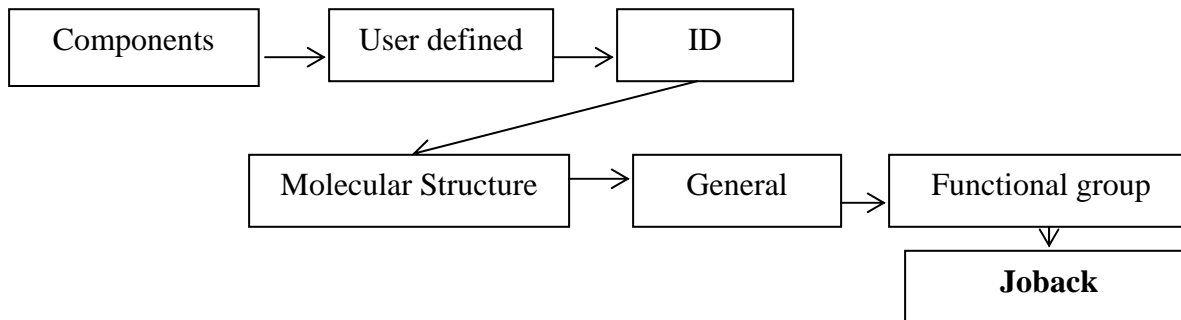 Components
User defined
ID
Molecular Structure
General
Functional group
Joback